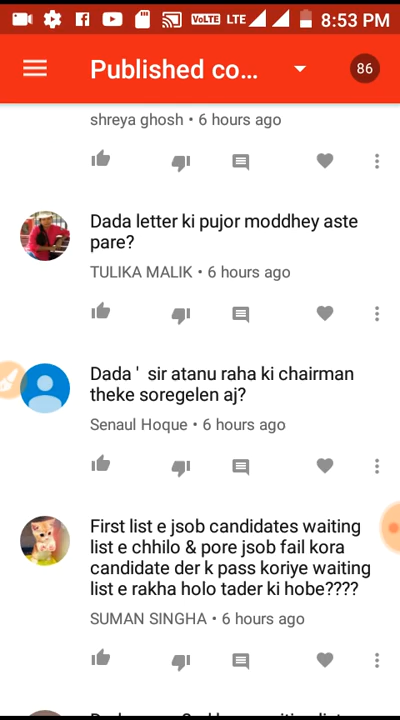 VoLTE LTE 8:53 PM
Published co... 86
shreya ghosh • 6 hours ago
Dada letter ki pujor moddhey aste
pare?
TULIKA MALIK • 6 hours ago
Dada ' sir atanu raha ki chairman
theke soregelen aj?
Senaul Hoque • 6 hours ago
First list e jsob candidates waiting
list e chhilo & pore jsob fail kora
candidate der k pass koriye waiting
list e rakha holo tader ki hobe????
SUMAN SINGHA • 6 hours ago